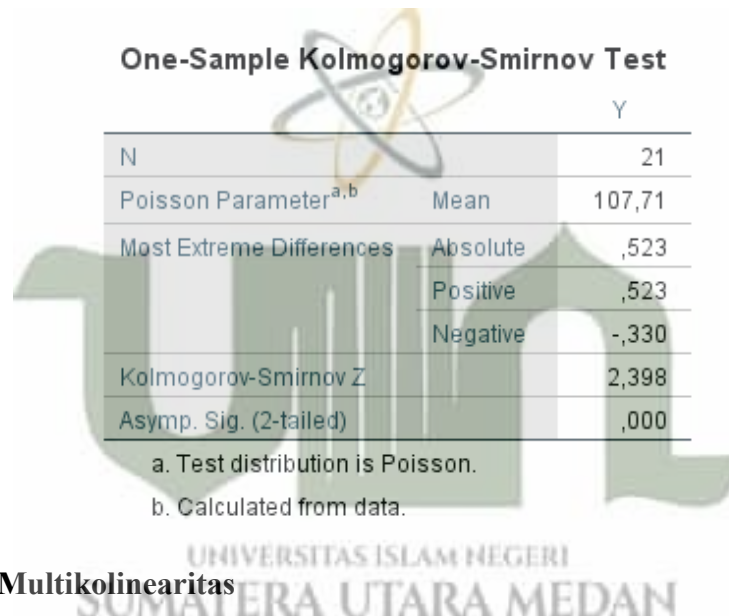 One-Sample Kolmogorov-Smirnov Test
Y
N 21
Poisson Parameter a,b Mean 107,71
Most Extreme Differences Absolute ,523
Positive ,523
Negative -,330
Kolmogorov-Smirnov Z 2,398
Asymp. Sig. (2-tailed) ,000
a. Test distribution is Poisson.
b. Calculated from data.
UNIVERSITAS ISLAM NEGERI
Multikolinearitas
SUMATERA UTARA MEDAN